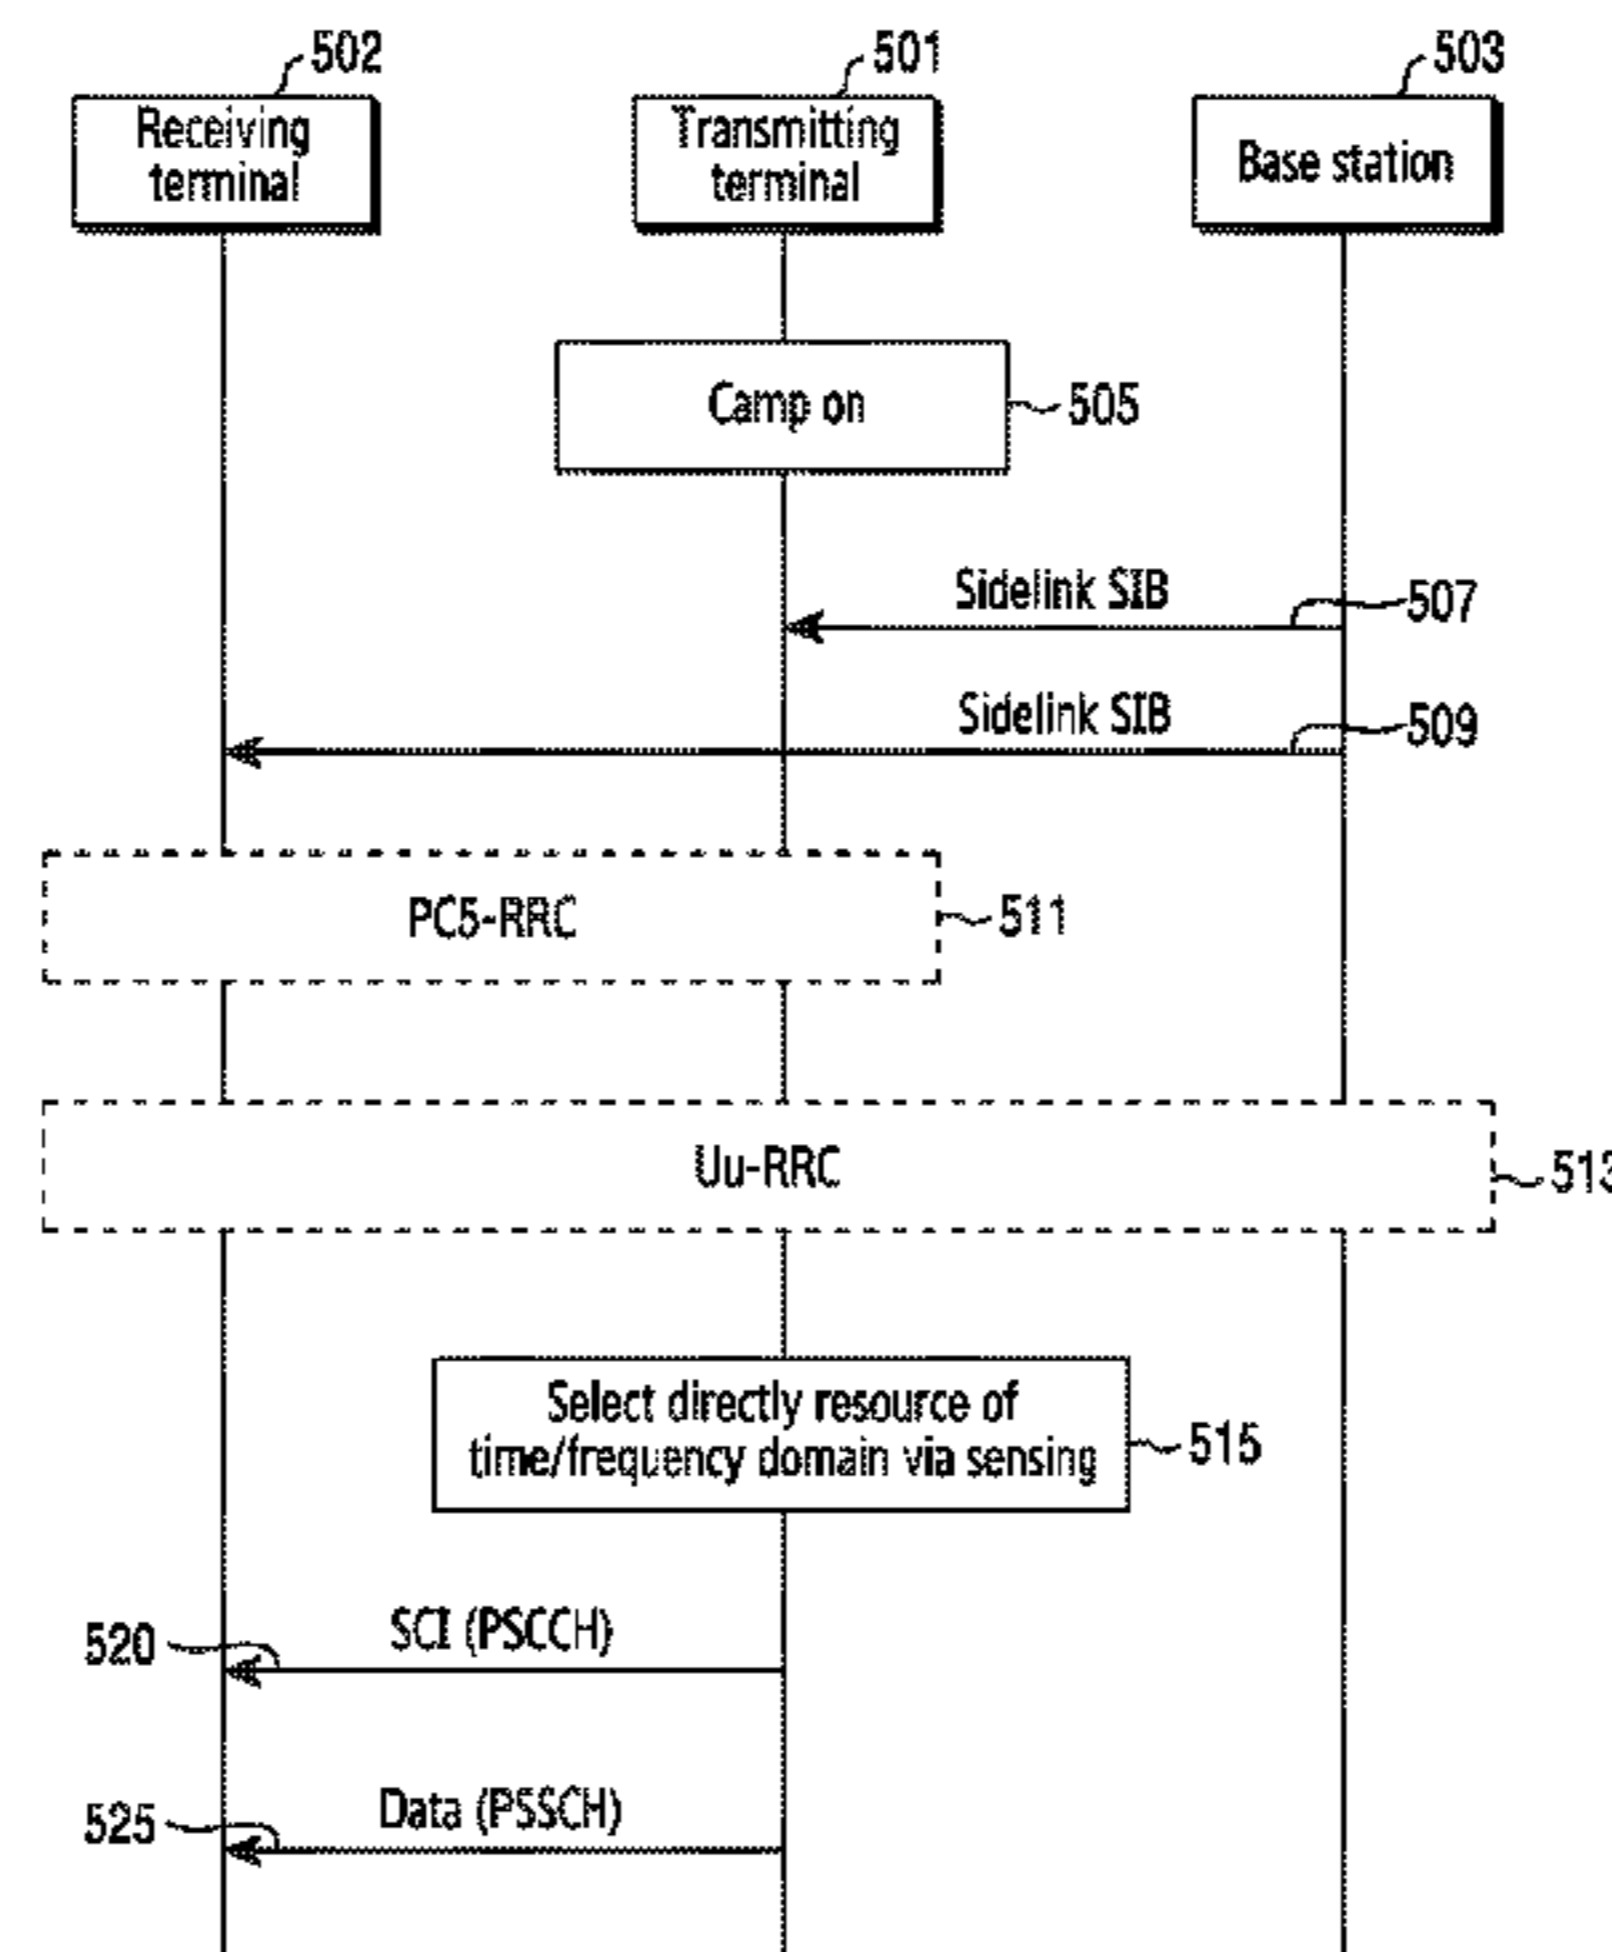 502
501
503
Receiving
terminal
Transmitting
terminal
Base station
Camp on
505
Sidelink SIB
507
Sidelink SIB
509
PC5-RRC
511
Uu-RRC
513
Select directly resource of
time/frequency domain via sensing
515
520
SCI (PSCCH)
525
Data (PSSCH)